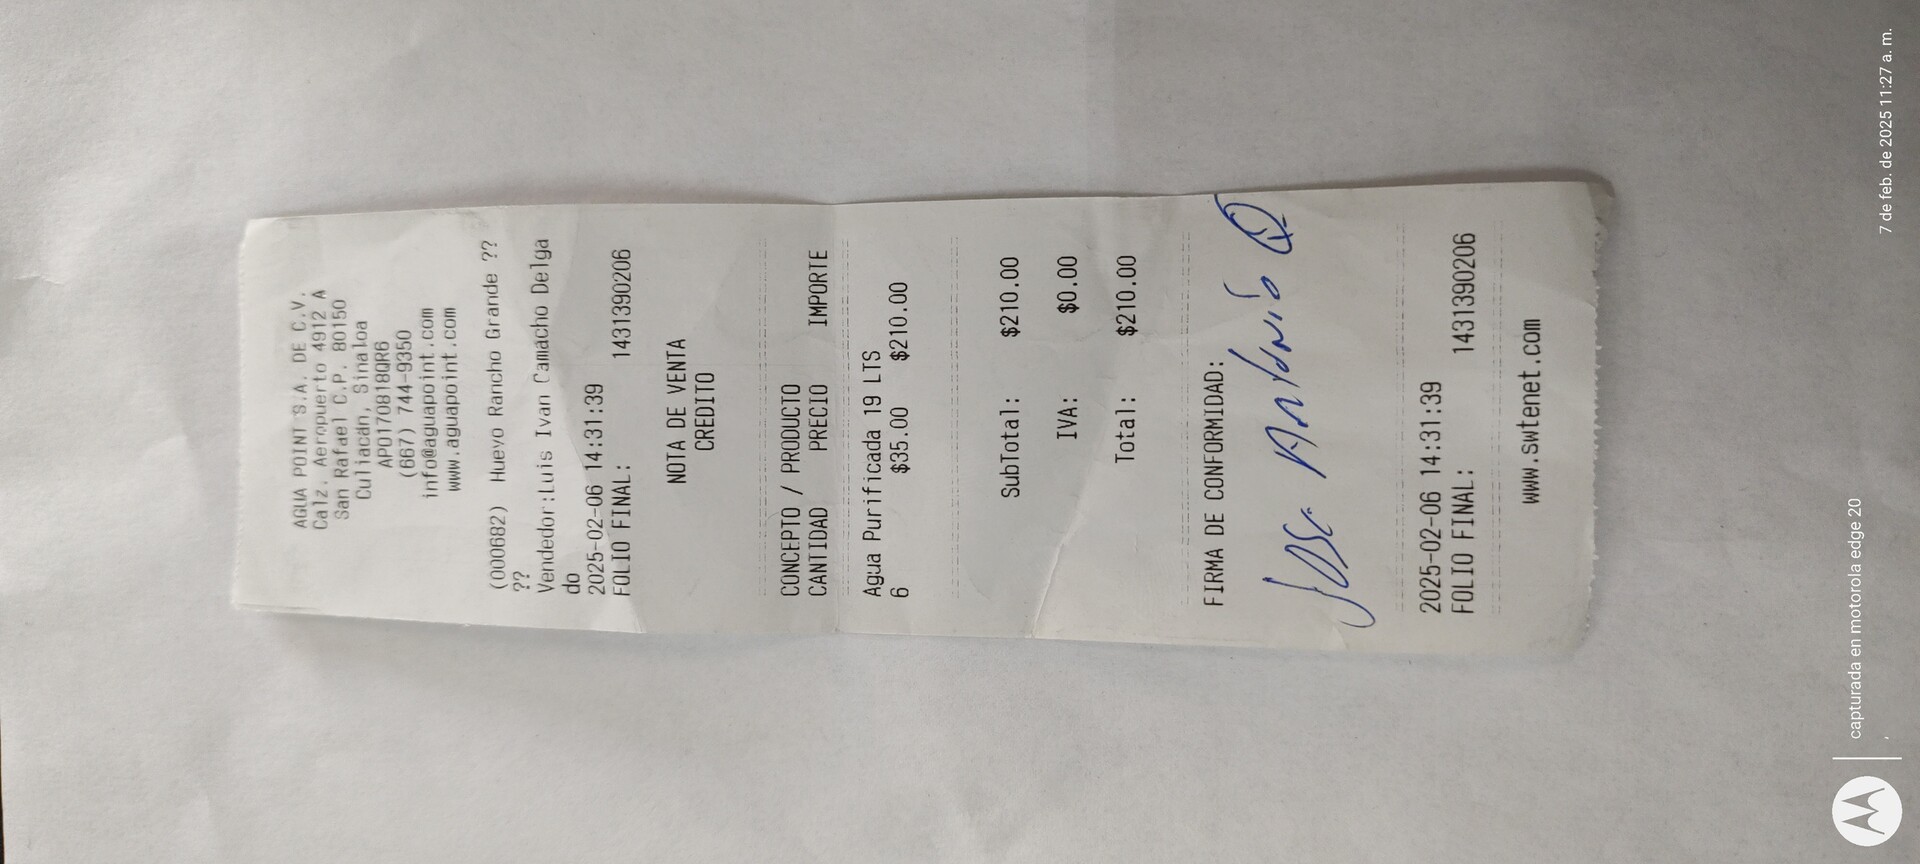 AGUA POINT S.A. DE C.V.
Calz. Aeropuerto 4912 A
San Rafael C.P. 80150
Culiacán, Sinaloa
APO170818QR6
(667) 744-9350
info@aguapoint.com
www.aguapoint.com
(000682) Huevo Rancho Grande ??
??
Vendedor:Luis Ivan Camacho Delga
do
2025-02-06 14:31:39
FOLIO FINAL: 1431390206
NOTA DE VENTA
CREDITO
CONCEPTO / PRODUCTO
CANTIDAD PRECIO IMPORTE
Agua Purificada 19 LTS
6 $35.00 $210.00
SubTotal: $210.00
IVA: $0.00
Total: $210.00
FIRMA DE CONFORMIDAD:
Jose Antonio
2025-02-06 14:31:39
FOLIO FINAL: 1431390206
www.swtenet.com
capturada en motorola edge 20
7 de feb. de 2025 11:27 a. m.